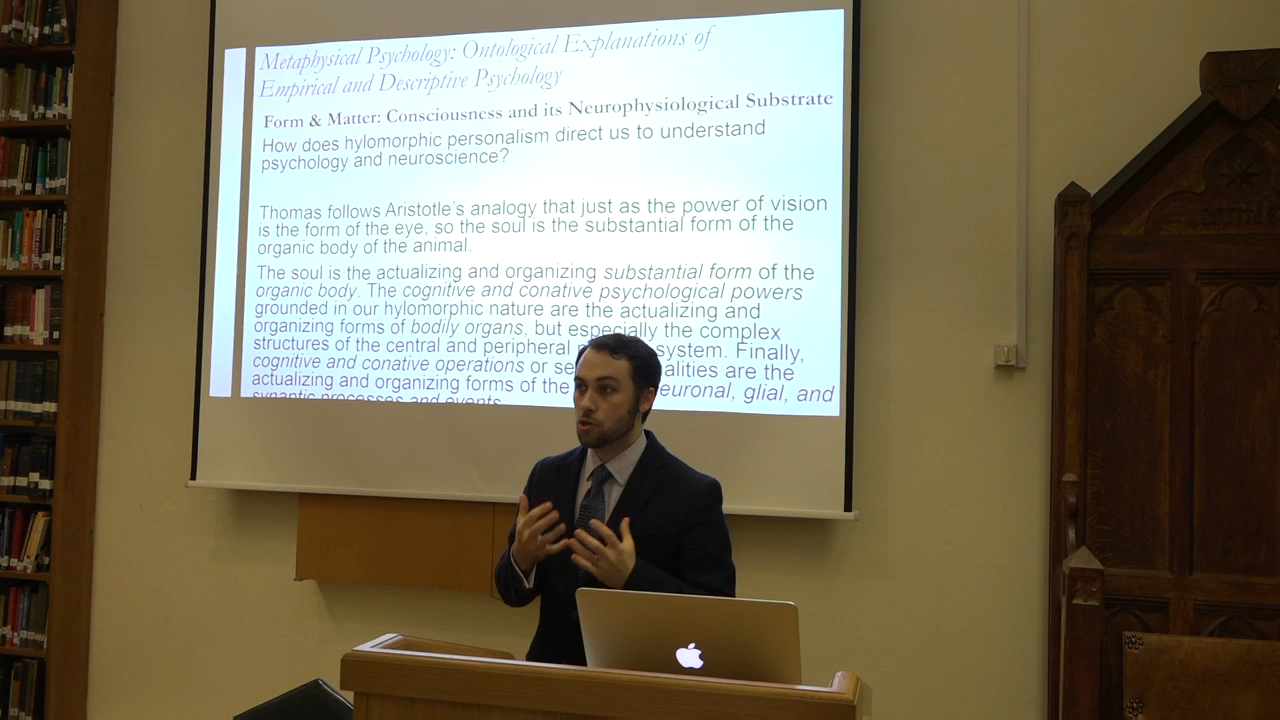 Metaphysical Psychology: Ontological Explanations of
Empirical and Descriptive Psychology
Form & Matter: Consciousness and its Neurophysiological Substrate
How does hylomorphic personalism direct us to understand
psychology and neuroscience?
Thomas follows Aristotle's analogy that just as the power of vision
is the form of the eye, so the soul is the substantial form of the
organic body of the animal.
The soul is the actualizing and organizing substantial form of the
organic body. The cognitive and conative psychological powers
grounded in our hylomorphic nature are the actualizing and
organizing forms of bodily organs, but especially the complex
structures of the central and peripheral system. Finally,
cognitive and conative operations or alities are the
actualizing and organizing forms of the euronal, glial, and
synaptic processes and events